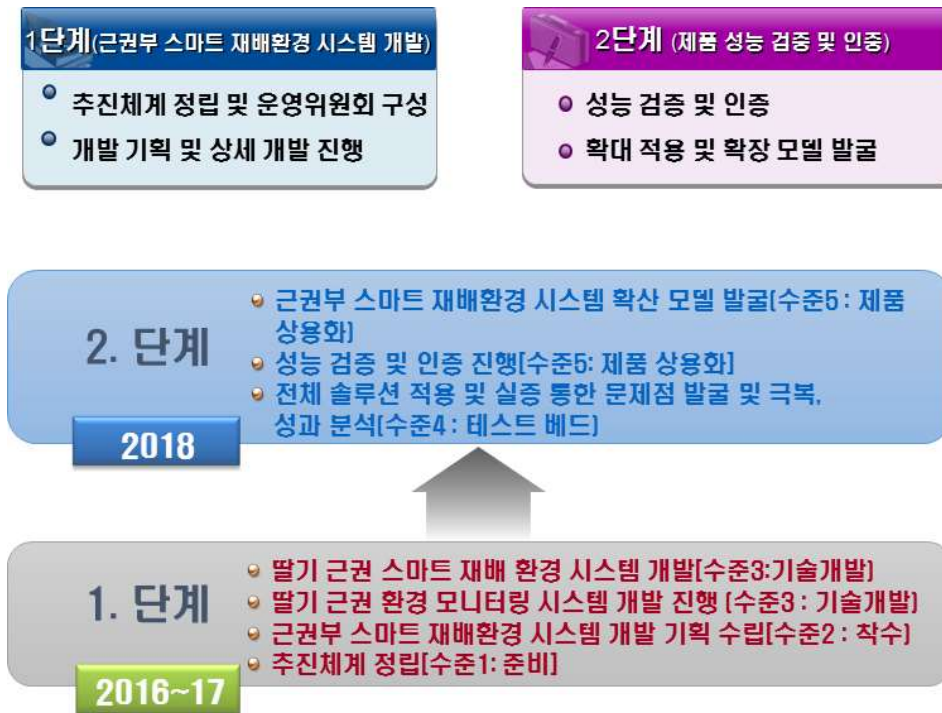 1단계(근권부 스마트 재배환경 시스템 개발)
추진체계 정립 및 운영위원회 구성
개발 기획 및 상세 개발 진행
2단계 (제품 성능 검증 및 인증)
성능 검증 및 인증
확대 적용 및 확장 모델 발굴
2. 단계
2018
근권부 스마트 재배환경 시스템 확산 모델 발굴(수준5 : 제품
상용화)
성능 검증 및 인증 진행[수준5: 제품 상용화]
전체 솔루션 적용 및 실증 통한 문제점 발굴 및 극복,
성과 분석(수준4 : 테스트 베드)
1. 단계
2016~17
딸기 근권 스마트 재배 환경 시스템 개발[수준3:기술개발)
딸기 근권 환경 모니터링 시스템 개발 진행 (수준3 : 기술개발)
근권부 스마트 재배환경 시스템 개발 기획 수립[수준2 : 착수)
추진체계 정립[수준1: 준비]